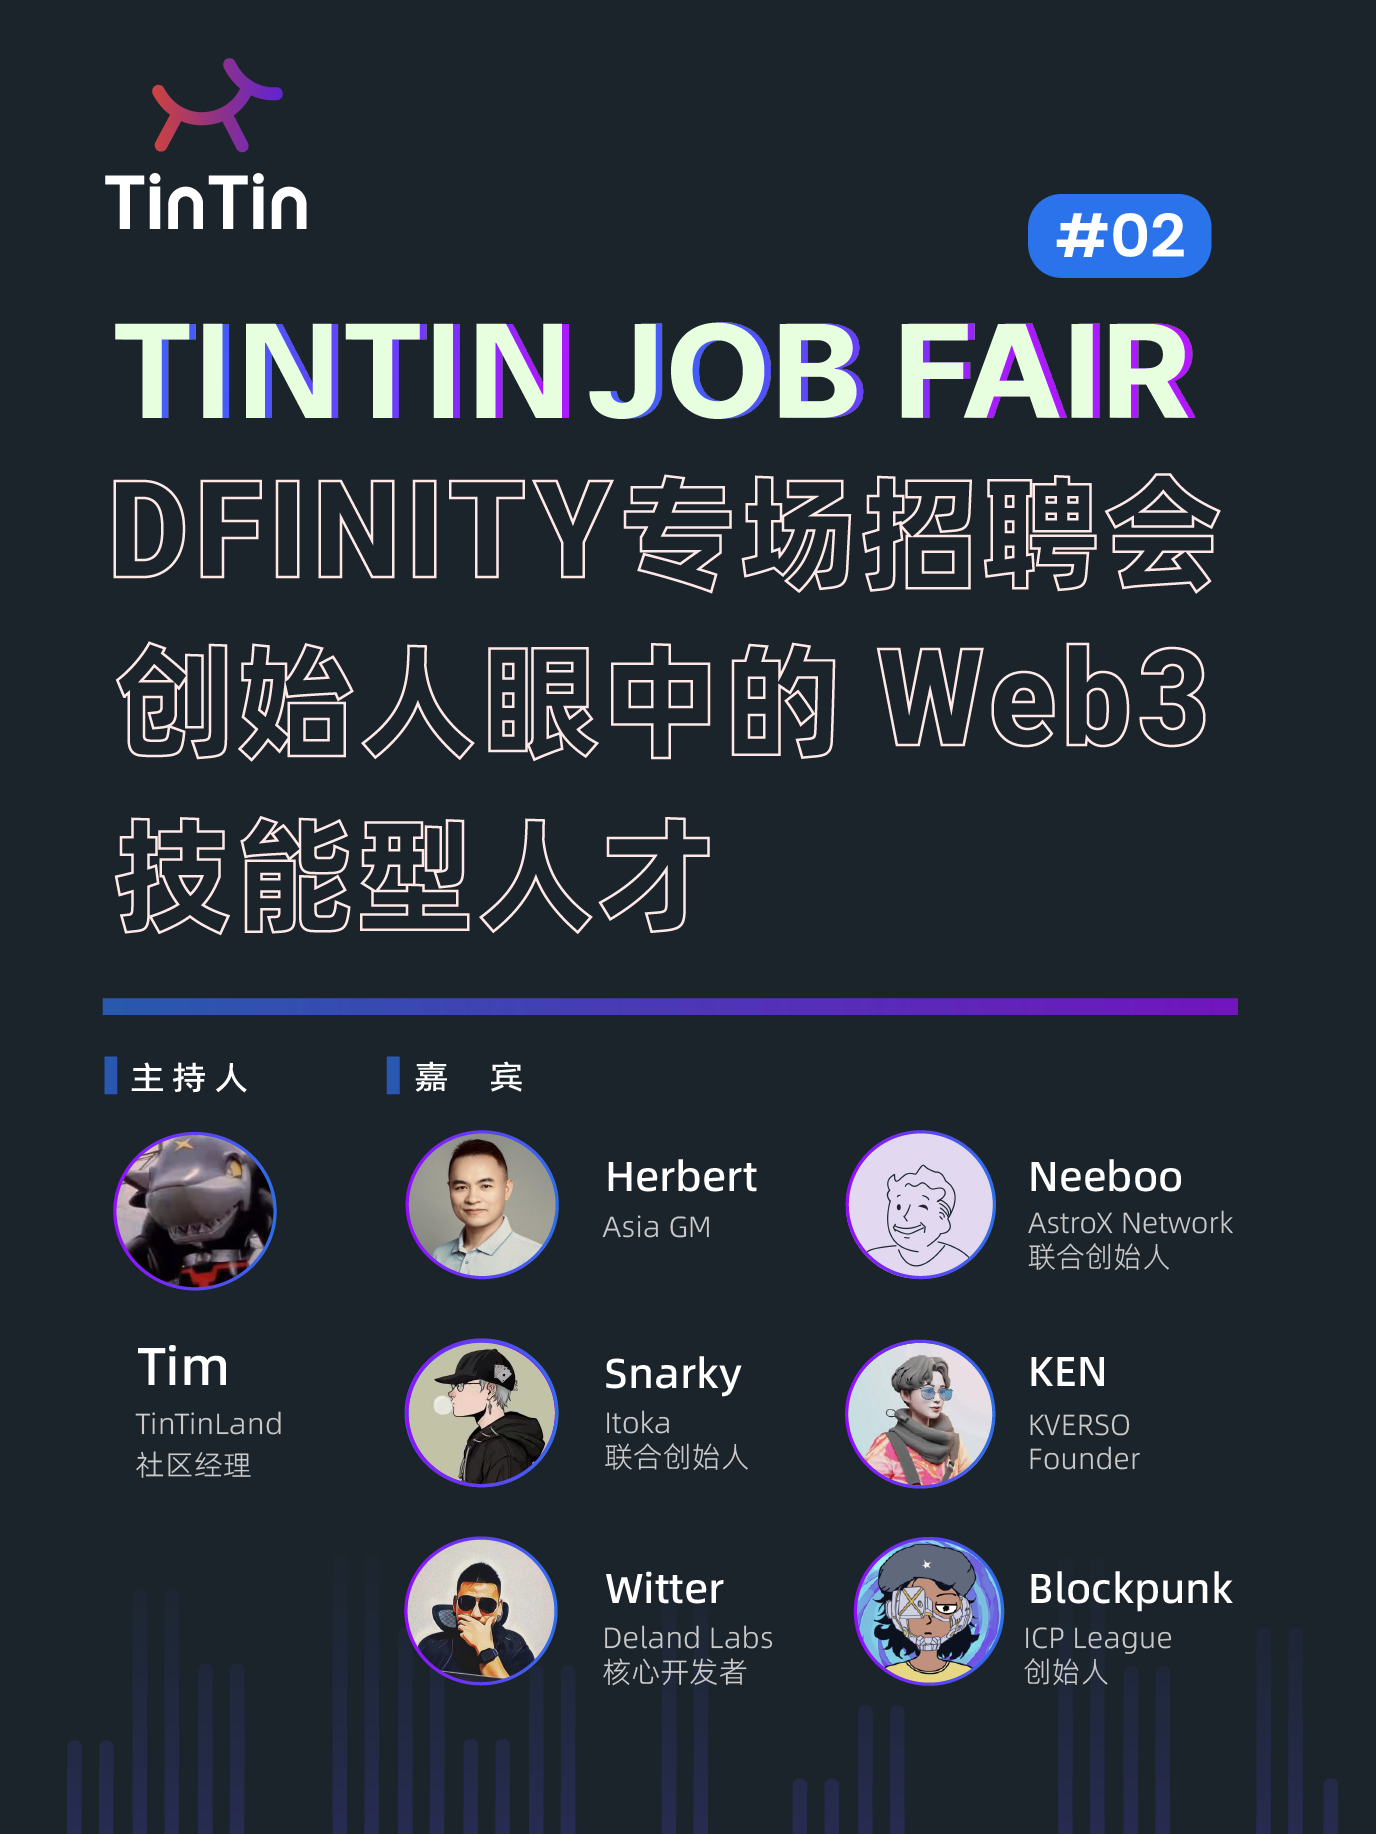 TinTin
#02
TINTIN JOB FAIR
DFINITY专场招聘会
创始人眼中的 Web3
技能型人才
主持人
嘉 宾
Tim
TinTinLand
社区经理
Herbert
Asia GM
Neeboo
AstroX Network
联合创始人
Snarky
Itoka
联合创始人
KEN
KVERSO
Founder
Witter
Deland Labs
核心开发者
Blockpunk
ICP League
创始人